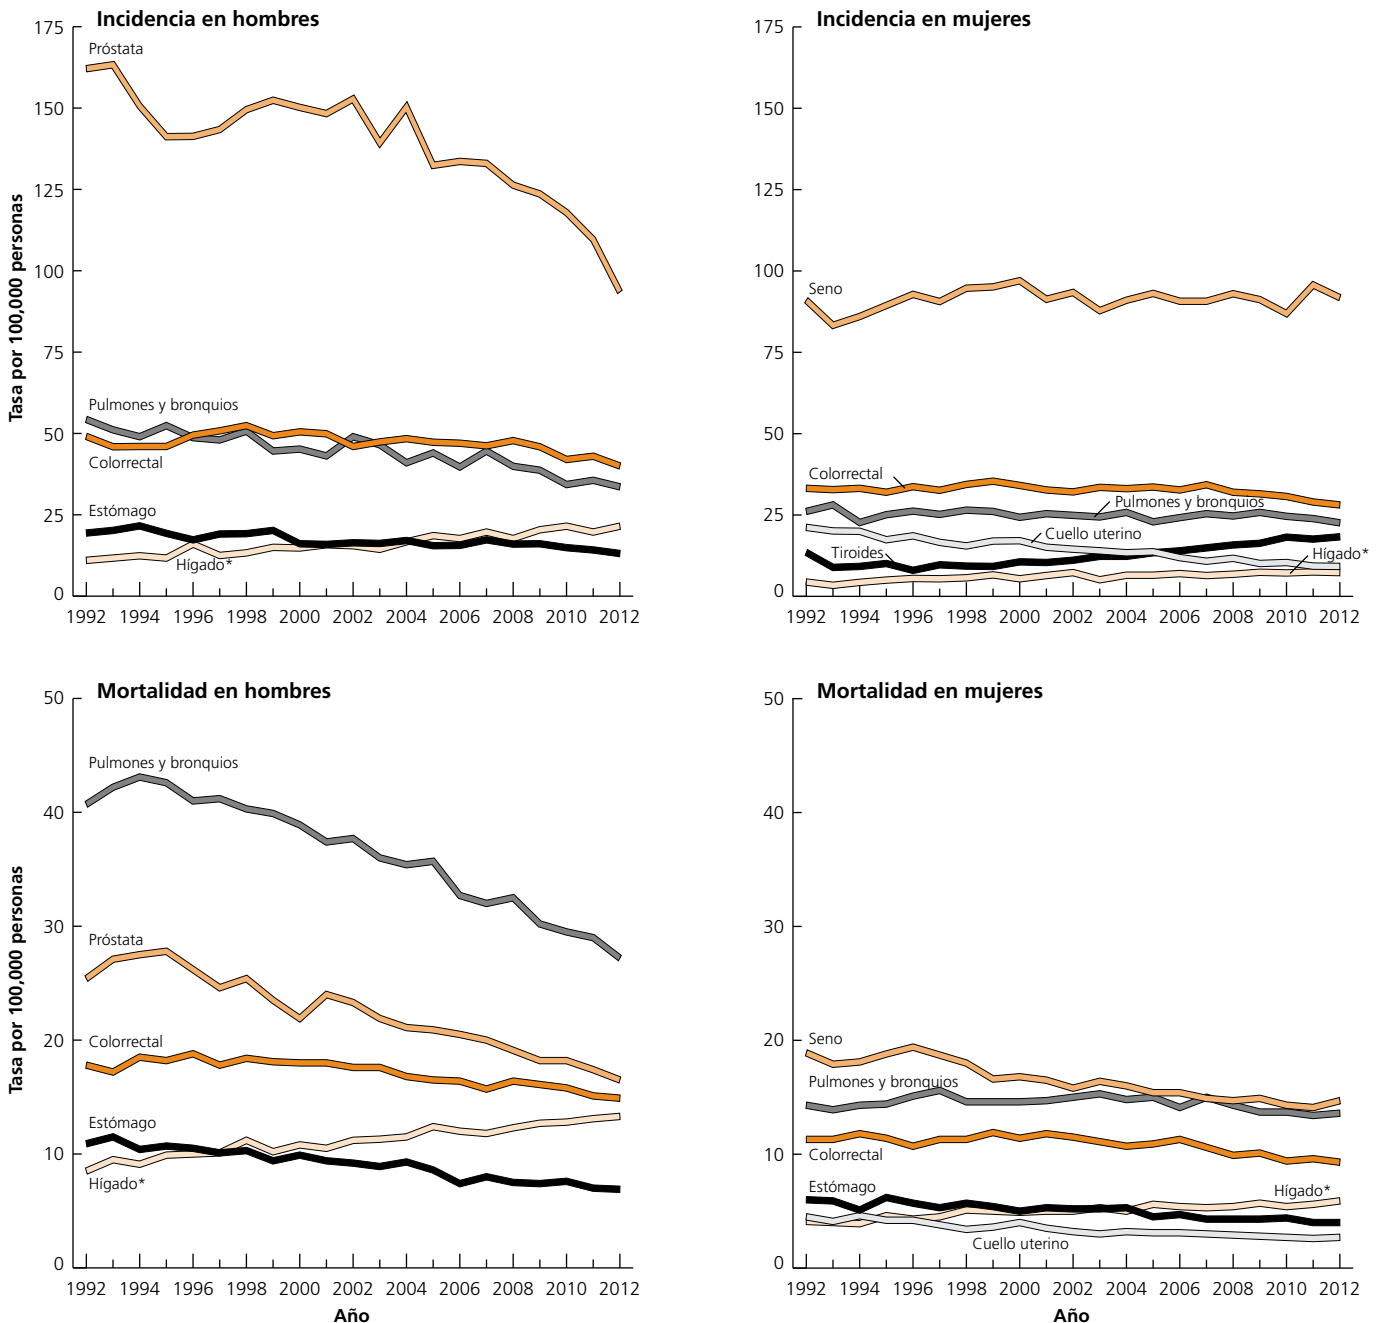 Incidencia en hombres
Tasa por 100,000 personas
175
150
125
100
75
50
25
0
Próstata
Pulmones y bronquios
Colorrectal
Estómago
Hígado*
1992 1994 1996 1998 2000 2002 2004 2006 2008 2010 2012
Incidencia en mujeres
175
150
125
100
75
50
25
0
Seno
Colorrectal
Pulmones y bronquios
Cuello uterino
Tiroides
Hígado*
1992 1994 1996 1998 2000 2002 2004 2006 2008 2010 2012
Mortalidad en hombres
Tasa por 100,000 personas
50
40
30
20
10
0
Pulmones y bronquios
Próstata
Colorrectal
Estómago
Hígado*
1992 1994 1996 1998 2000 2002 2004 2006 2008 2010 2012
Año
Mortalidad en mujeres
50
40
30
20
10
0
Seno
Pulmones y bronquios
Colorrectal
Estómago
Hígado*
Cuello uterino
1992 1994 1996 1998 2000 2002 2004 2006 2008 2010 2012
Año